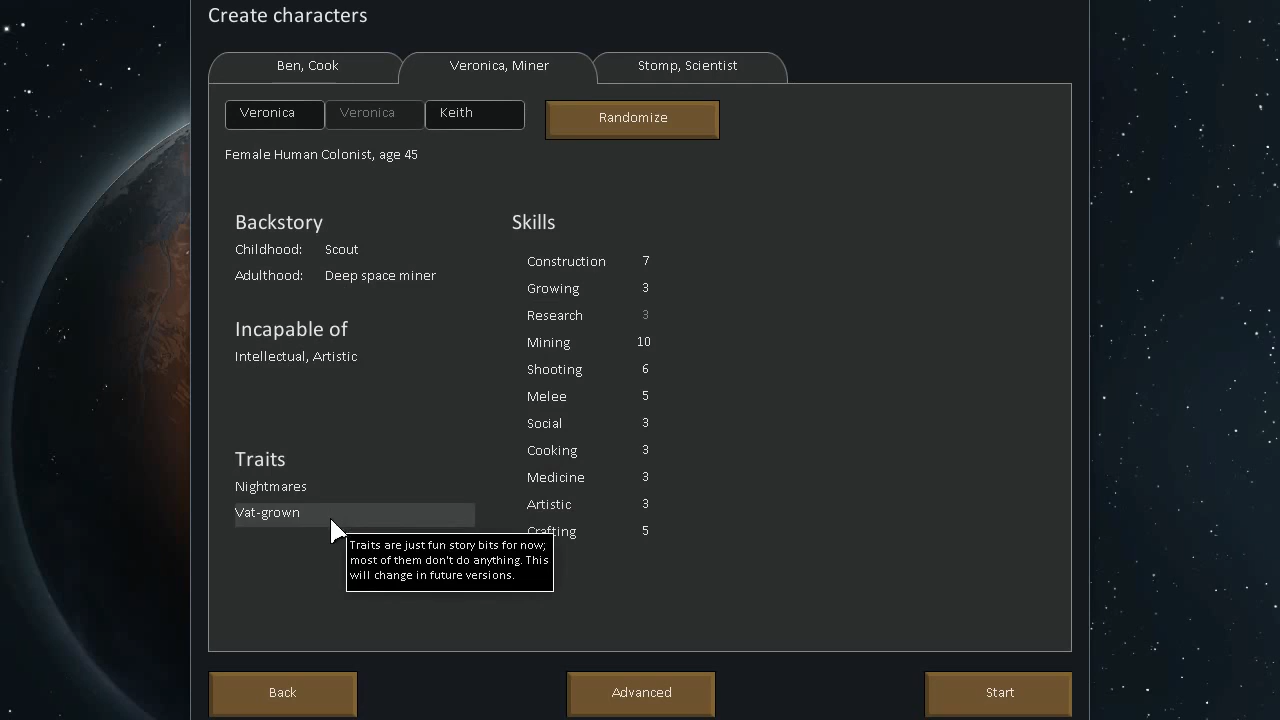 Create characters
Ben, Cook
Veronica, Miner
Stomp, Scientist
Veronica
Veronica
Keith
Randomize
Female Human Colonist, age 45
Backstory
Childhood: Scout
Adulthood: Deep space miner
Incapable of
Intellectual, Artistic
Traits
Nightmares
Vat-grown
Skills
Construction 7
Growing 3
Research 3
Mining 10
Shooting 6
Melee 5
Social 3
Cooking 3
Medicine 3
Artistic 3
Crafting 5
Traits are just fun story bits for now;
most of them don't do anything. This
will change in future versions.
Back
Advanced
Start